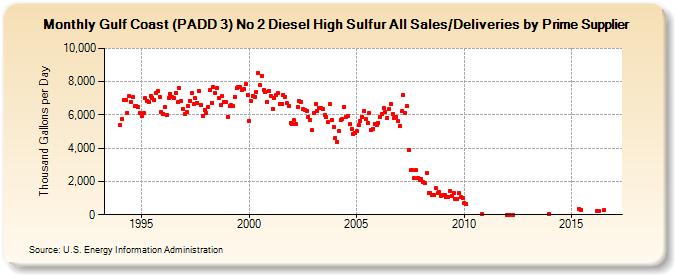 Monthly Gulf Coast (PADD 3) No 2 Diesel High Sulfur All Sales/Deliveries by Prime Supplier
Thousand Gallons per Day
10,000
8,000
6,000
4,000
2,000
0
1995 2000 2005 2010 2015
Source: U.S. Energy Information Administration